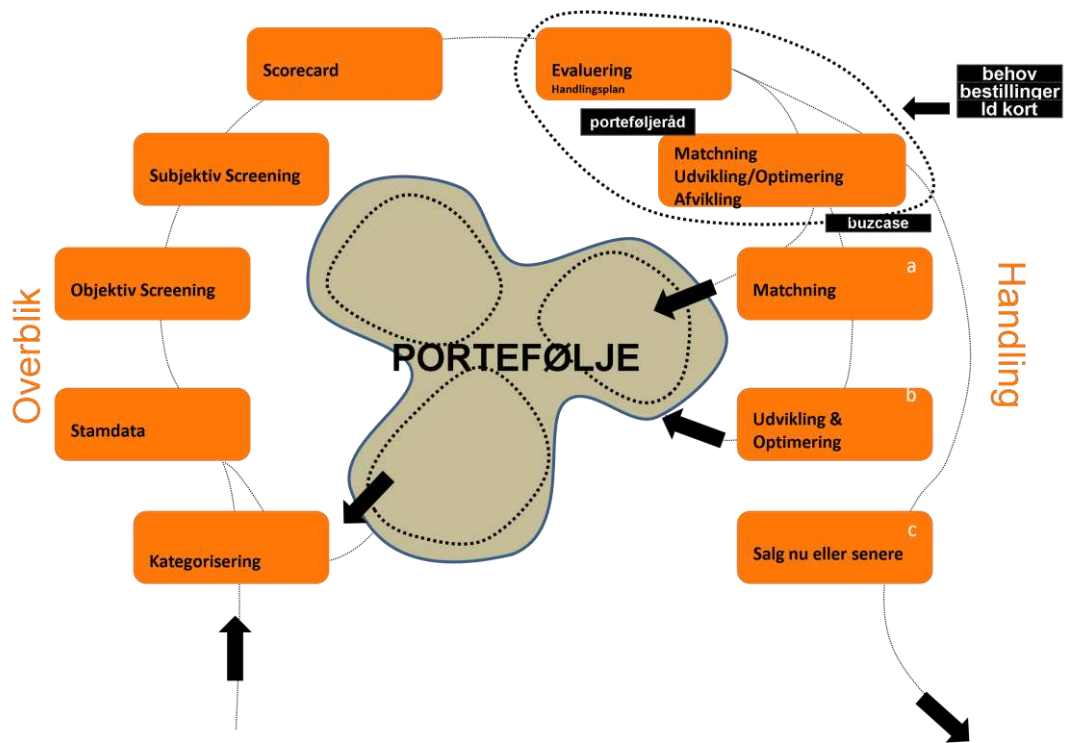 Scorecard
Evaluering
Handlingsplan
behov
bestillinger
Id kort
porteføljeråd
Subjektiv Screening
Matchning
Udvikling/Optimering
Afvikling
buzcase
Overblik
Objektiv Screening
a
Matchning
Handling
PORTEFØLJE
Stamdata
b
Udvikling &
Optimering
Kategorisering
c
Salg nu eller senere